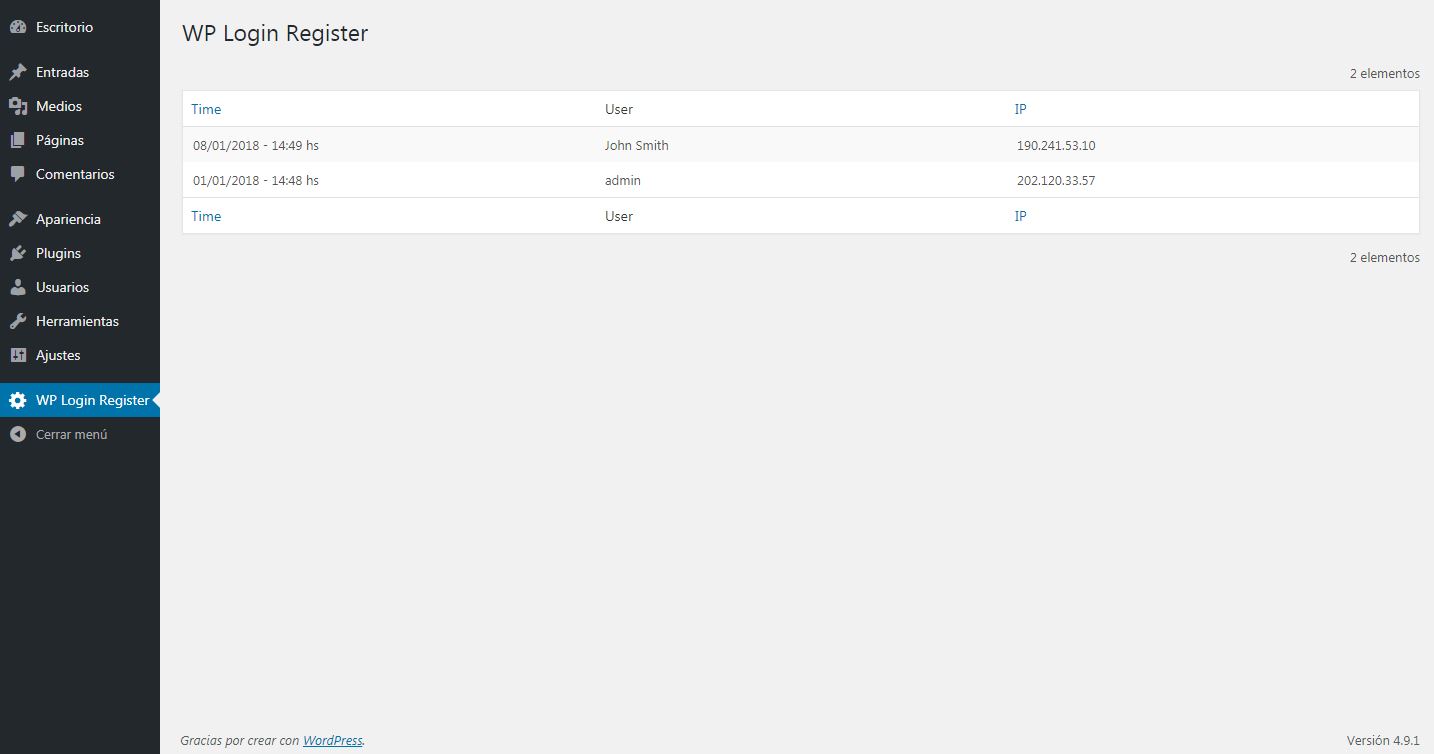 Escritorio
Entradas
Medios
Páginas
Comentarios
Apariencia
Plugins
Usuarios
Herramientas
Ajustes
WP Login Register
Cerrar menú
WP Login Register
2 elementos
Time User IP
08/01/2018 - 14:49 hs John Smith 190.241.53.10
01/01/2018 - 14:48 hs admin 202.120.33.57
Time User IP
2 elementos
Gracias por crear con WordPress. Versión 4.9.1